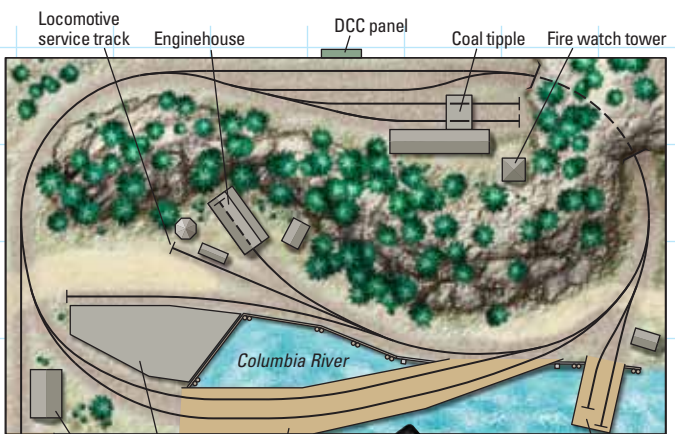 Locomotive
service track
Enginehouse
DCC panel
Coal tipple
Fire watch tower
Columbia River